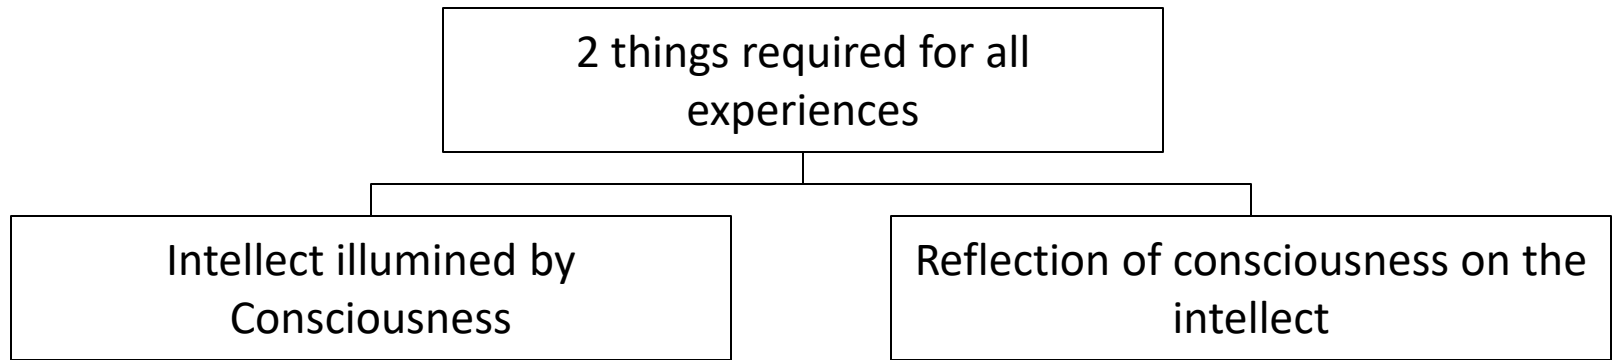 2 things required for all
experiences
Intellect illumined by
Consciousness
Reflection of consciousness on the
intellect